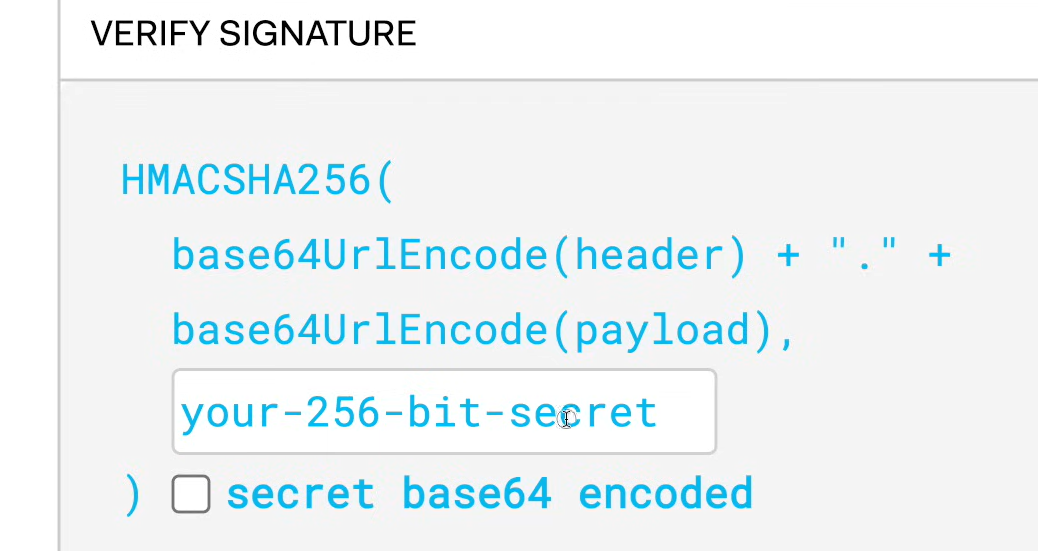 VERIFY SIGNATURE
HMACSHA256(
base64UrlEncode(header) + "." +
base64UrlEncode(payload),
your-256-bit-secret
) secret base64 encoded